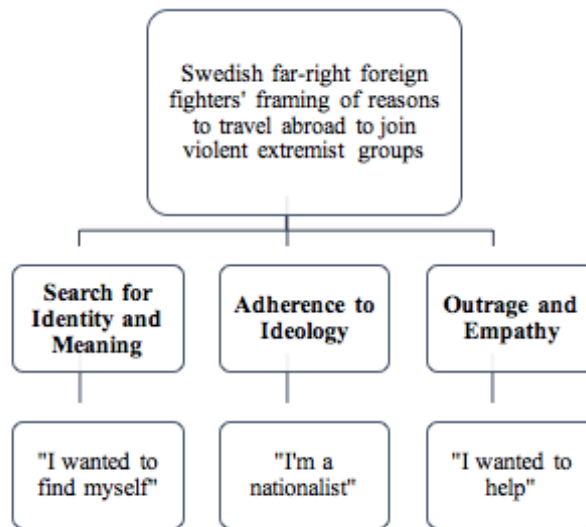 Swedish far-right foreign
fighters' framing of reasons
to travel abroad to join
violent extremist groups
Search for
Identity and
Meaning
Adherence to
Ideology
Outrage and
Empathy
"I wanted to
find myself"
"I'm a
nationalist"
"I wanted to
help"